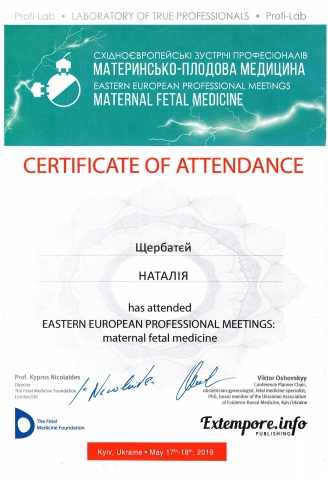 Profi-Lab • LABORATORY OF TRUE PROFESSIONALS • Profi-Lab
СХІДНОЄВРОПЕЙСЬКІ ЗУСТРІЧІ ПРОФЕСІОНАЛІВ
МАТЕРИНСЬКО-ПЛОДОВА МЕДИЦИНА
EASTERN EUROPEAN PROFESSIONAL MEETINGS
MATERNAL FETAL MEDICINE
CERTIFICATE OF ATTENDANCE
Щербатєй
НАТАЛІЯ
has attended
EASTERN EUROPEAN PROFESSIONAL MEETINGS:
maternal fetal medicine
Prof. Kypros Nicolaides
Director
The Fetal Medicine Foundation
London/UK
Viktor Oshovskyy
Conference Planner Chain,
obstetrician-gynecologist, fetal medicine specialist,
PhD, board member of the Ukrainian Association
of Evidence-Based Medicine, Kyiv/Ukraine
The Fetal
Medicine Foundation
Extempore.info
PUBLISHING
Kyiv, Ukraine • May 17th-18th, 2019